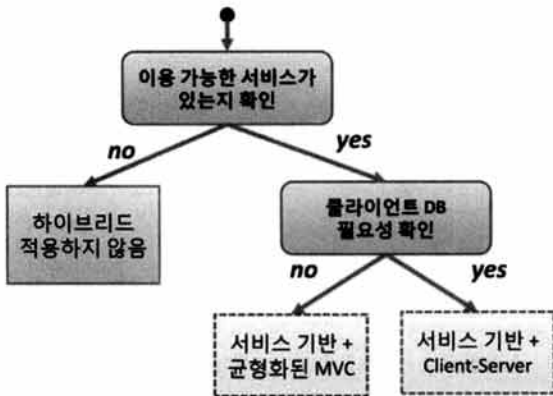 이용 가능한 서비스가
있는지 확인
no
yes
하이브리드
적용하지 않음
클라이언트 DB
필요성 확인
no
yes
서비스 기반 +
균형화된 MVC
서비스 기반 +
Client-Server